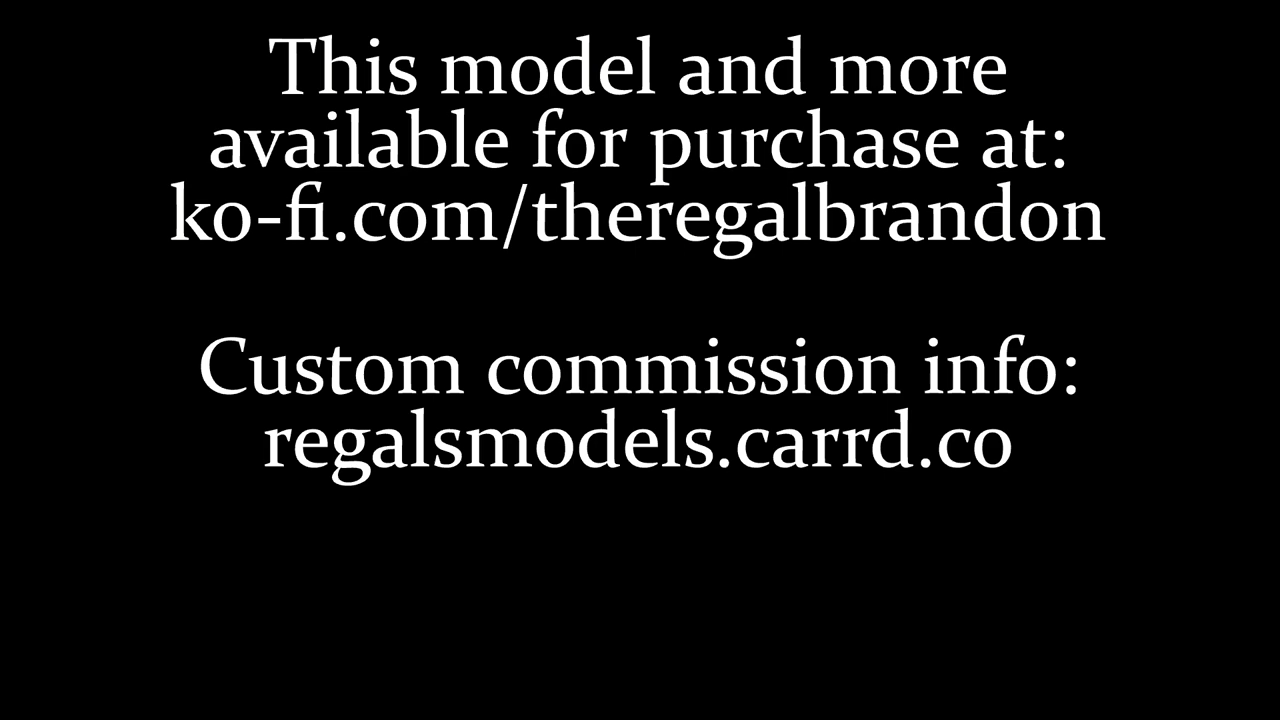 This model and more
available for purchase at:
ko-fi.com/theregalbrandon
Custom commission info:
regalsmodels.carrd.co